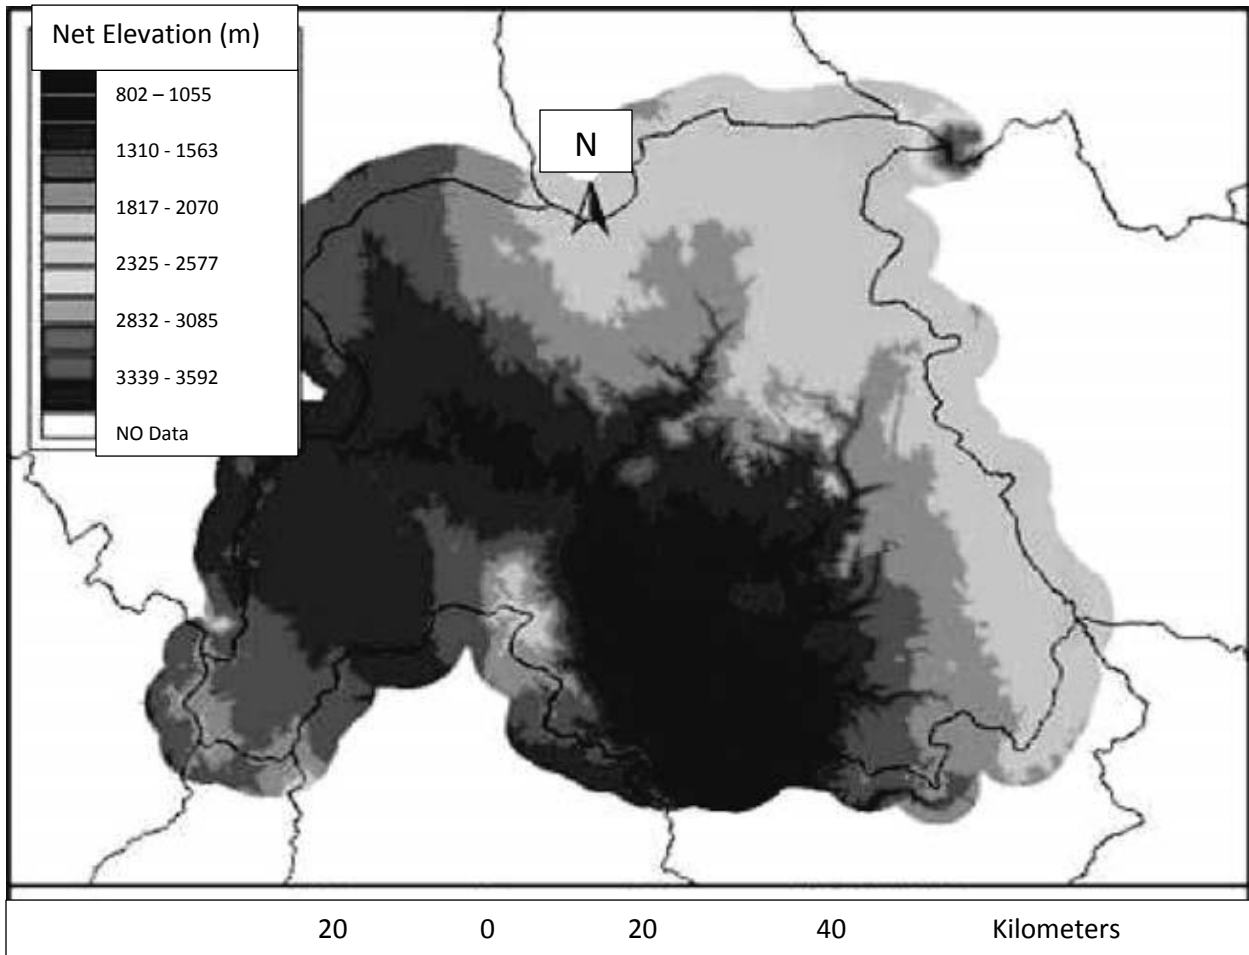 Net Elevation (m)
802 – 1055
1310 - 1563
1817 - 2070
2325 - 2577
2832 - 3085
3339 - 3592
NO Data
N
20 0 20 40 Kilometers